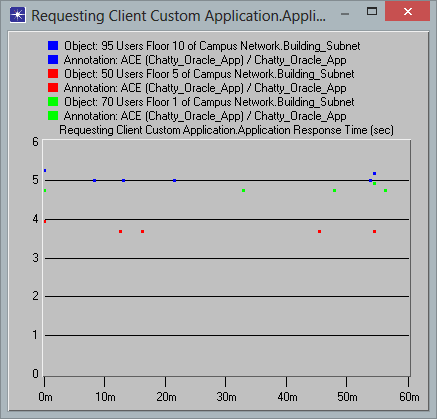 Requesting Client Custom Application.Appli...
Object: 95 Users Floor 10 of Campus Network.Building_Subnet
Annotation: ACE (Chatty_Oracle_App) / Chatty_Oracle_App
Object: 50 Users Floor 5 of Campus Network.Building_Subnet
Annotation: ACE (Chatty_Oracle_App) / Chatty_Oracle_App
Object: 70 Users Floor 1 of Campus Network.Building_Subnet
Annotation: ACE (Chatty_Oracle_App) / Chatty_Oracle_App
Requesting Client Custom Application.Application Response Time (sec)
6
5
4
3
2
1
0
0m 10m 20m 30m 40m 50m 60m